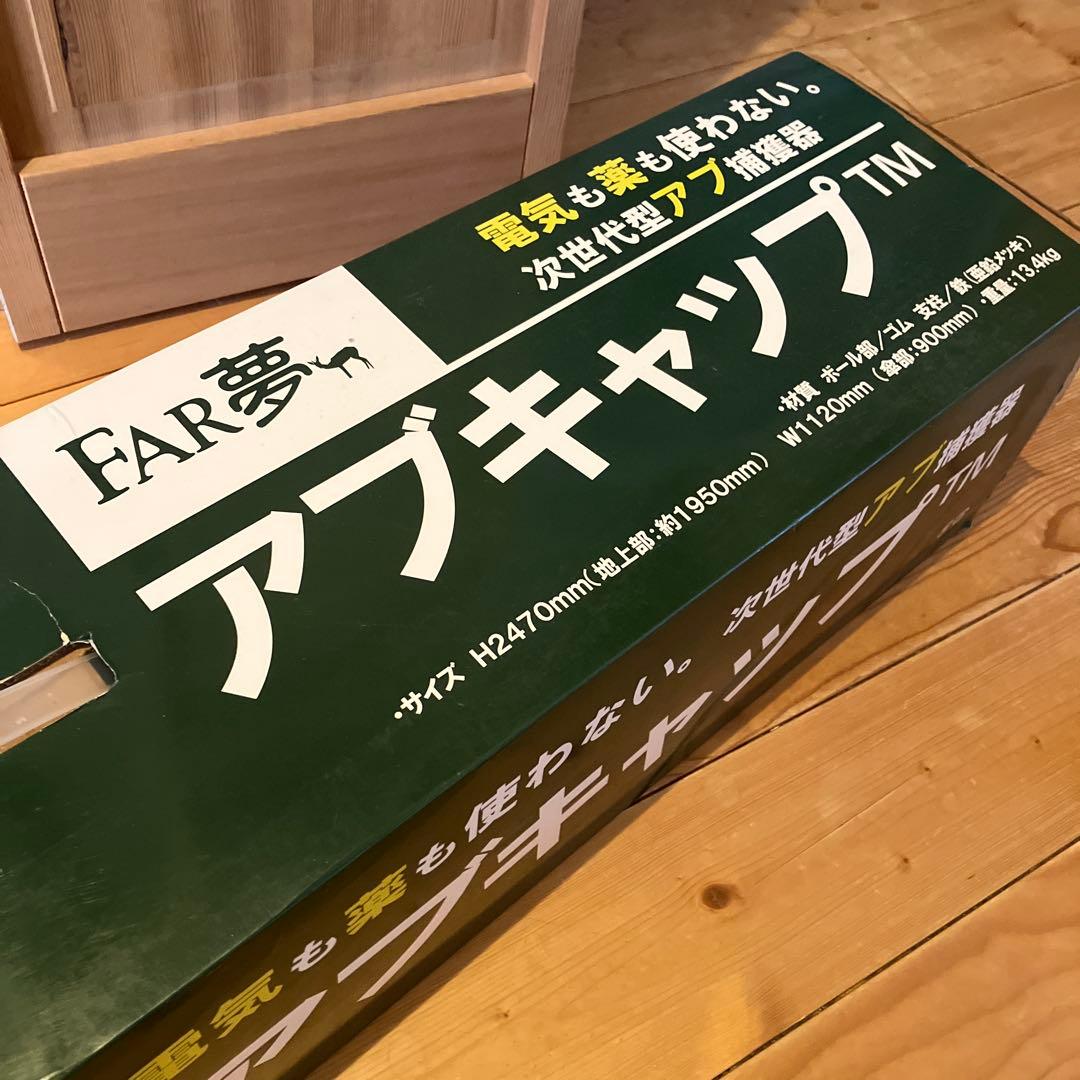 電気も薬も使わない。
次世代型アブ捕獲器
FAR夢
アブキャップTM
・サイズ H2470mm(地上部:約1950mm) W1120mm(傘部:900mm)・重量:13.4kg
・材質 ボール部/ゴム 支柱/鉄(亜鉛メッキ)
電気も薬も使わない。 次世代型アブ捕獲器
アブキャップTM